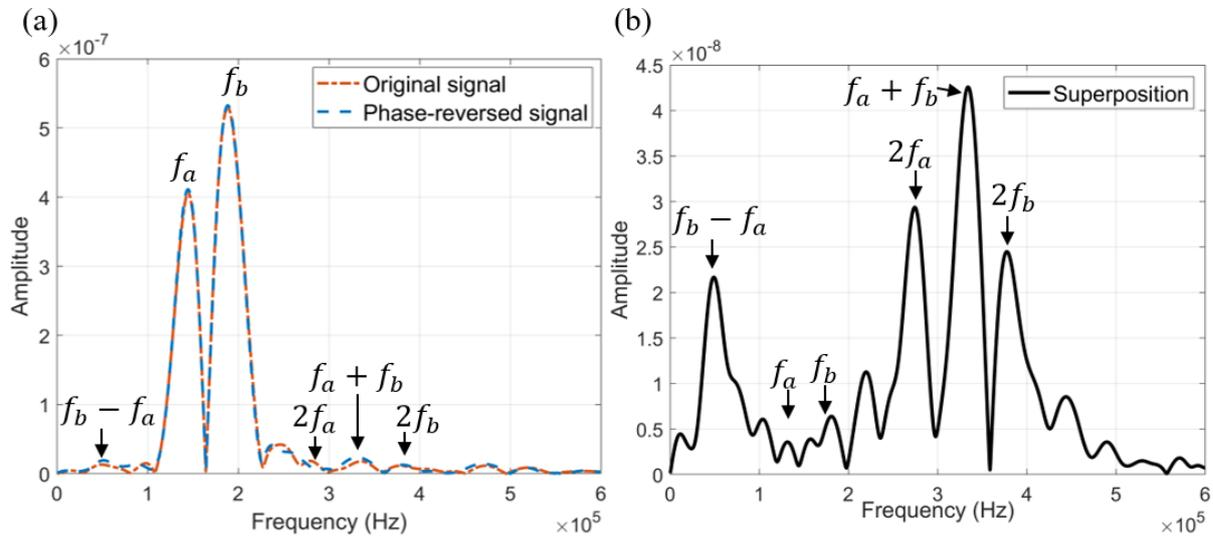 (a)
×10⁻⁷
6
5
4
3
2
1
0
Amplitude
0 1 2 3 4 5 6
Frequency (Hz)
×10⁵
Original signal
Phase-reversed signal
f_b
f_a
f_b − f_a
f_a + f_b
2f_a
2f_b
(b)
×10⁻⁸
4.5
4
3.5
3
2.5
2
1.5
1
0.5
0
Amplitude
0 1 2 3 4 5 6
Frequency (Hz)
×10⁵
Superposition
f_a + f_b
2f_a
2f_b
f_b − f_a
f_a
f_b